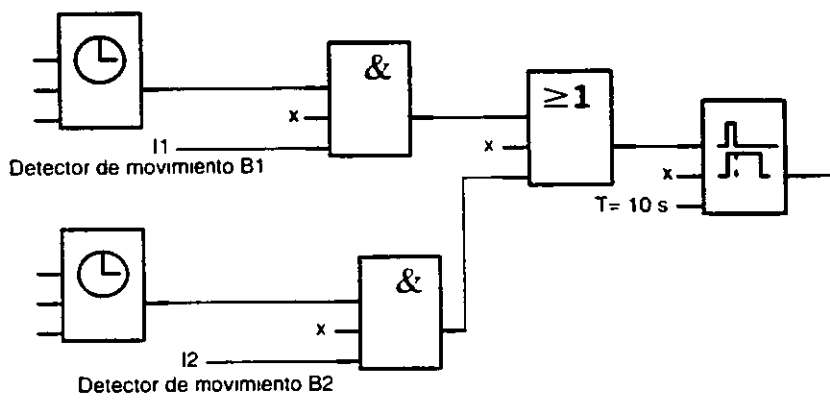 &
≥1
x
I1
Detector de movimiento B1
x
x
T= 10 s
&
x
I2
Detector de movimiento B2